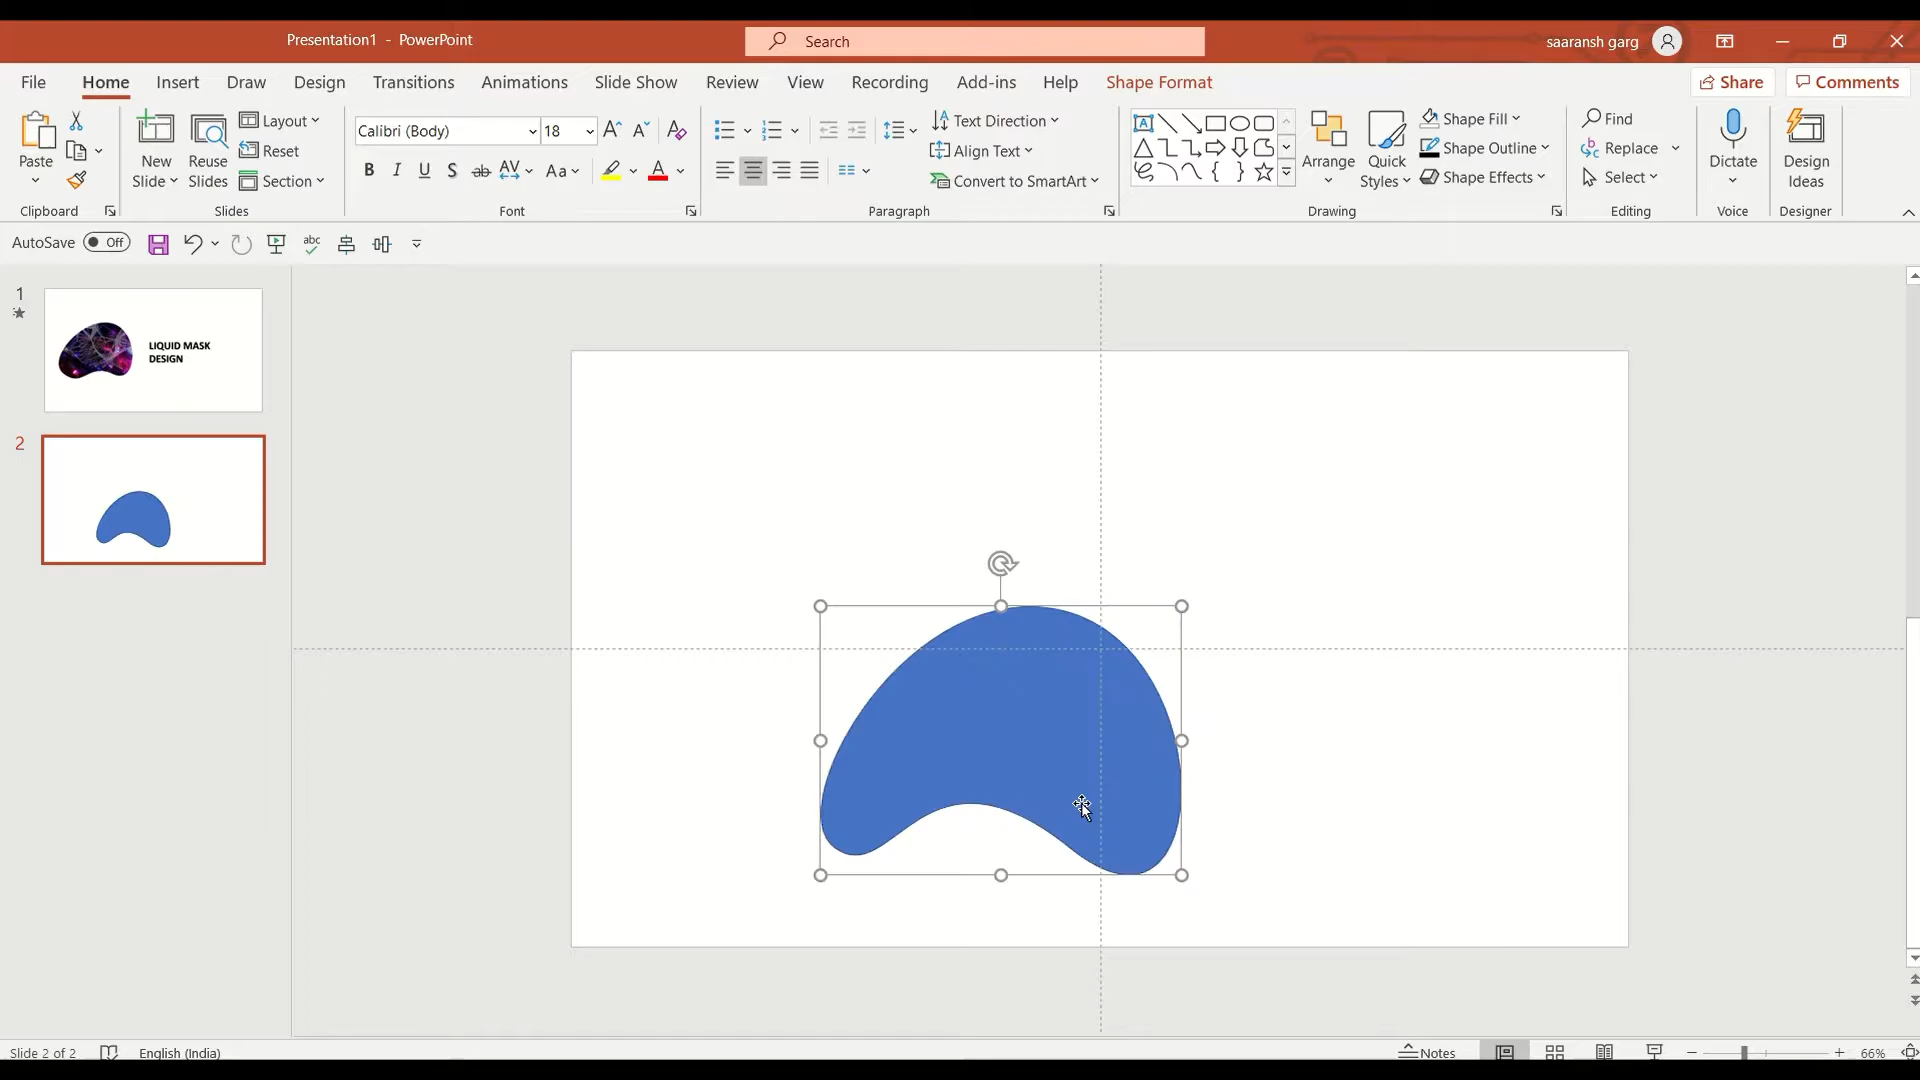 Presentation1 - PowerPoint
Search
saaransh garg
File Home Insert Draw Design Transitions Animations Slide Show Review View Recording Add-ins Help Shape Format
Share Comments
Paste
New Slide
Reuse Slides
Layout
Reset
Section
Calibri (Body) 18
B I U S ab AV Aa A
Text Direction
Align Text
Convert to SmartArt
Arrange
Quick Styles
Shape Fill
Shape Outline
Shape Effects
Find
Replace
Select
Dictate
Design Ideas
Clipboard Slides Font Paragraph Drawing Editing Voice Designer
AutoSave Off
abc
1
LIQUID MASK
DESIGN
2
Slide 2 of 2 English (India) Notes 66%